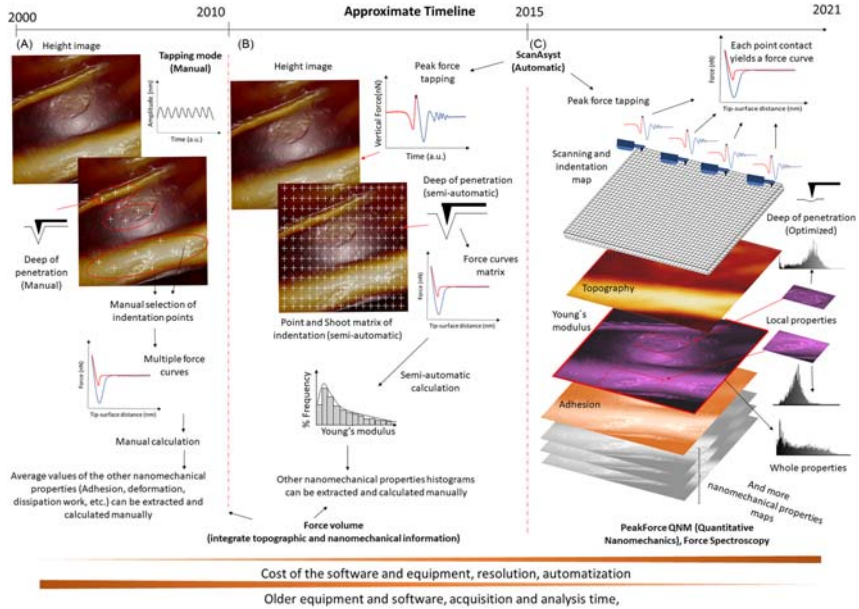 Approximate Timeline
2000
2010
2015
2021
(A)
Height image
Tapping mode
(Manual)
Amplitude (nm)
Time (a.u.)
Deep of
penetration
(Manual)
Manual selection of
indentation points
Multiple force
curves
Force (nN)
Tip-surface distance (nm)
Manual calculation
Average values of the other nanomechanical
properties (Adhesion, deformation,
dissipation work, etc.) can be extracted and
calculated manually
(B)
Height image
Peak force
tapping
Vertical Force(nN)
Time (a.u.)
Deep of penetration
(semi-automatic)
Force curves
matrix
Force (nN)
Tip-surface distance (nm)
Point and Shoot matrix of
indentation (semi-automatic)
Semi-automatic
calculation
% Frequency
Young's modulus
Other nanomechanical properties histograms
can be extracted and calculated manually
Force volume
(integrate topographic and nanomechanical information)
ScanAsyst
(Automatic)
(C)
Each point contact
yields a force curve
Force (nN)
Tip-surface distance (nm)
Peak force tapping
Scanning and
indentation
map
Deep of penetration
(Optimized)
Topography
Young´s
modulus
Local properties
Adhesion
Whole properties
And more
nanomechanical properties
maps
PeakForce QNM (Quantitative
Nanomechanics), Force Spectroscopy
Cost of the software and equipment, resolution, automatization
Older equipment and software, acquisition and analysis time,